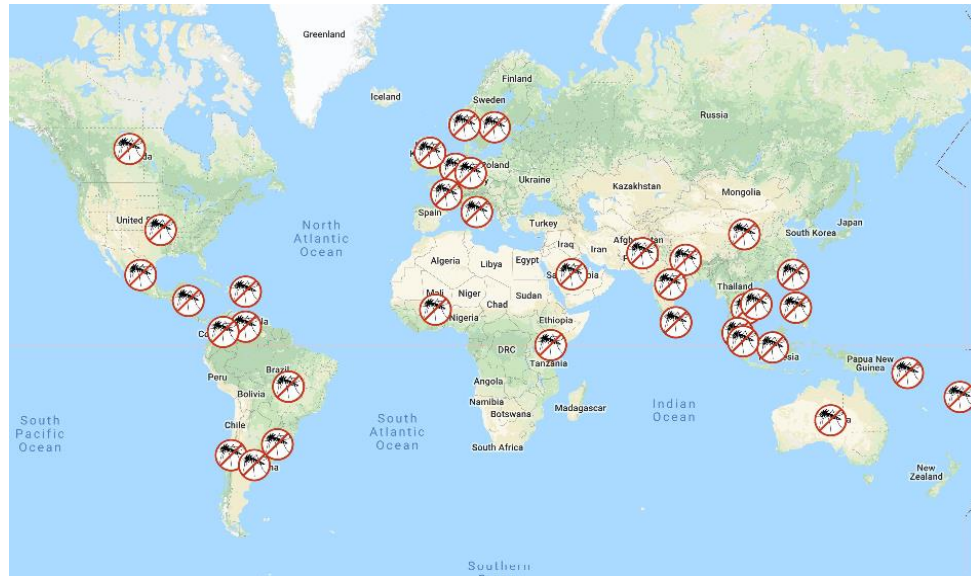 Greenland
Iceland
Finland
Sweden
Russia
Poland
Ukraine
Kazakhstan
Mongolia
United S
North
Atlantic
Ocean
Spain
Turkey
Japan
South Korea
Iraq
Iran
Algeria
Libya
Egypt
Thailand
Mali
Niger
Chad
Sudan
Nigeria
Ethiopia
DRC
Tanzania
Papua New
Guinea
Peru
Brazil
Bolivia
Angola
Namibia
Botswana
Madagascar
Indian
Ocean
South
Pacific
Ocean
Chile
South
Atlantic
Ocean
South Africa
New
Zealand
Southern